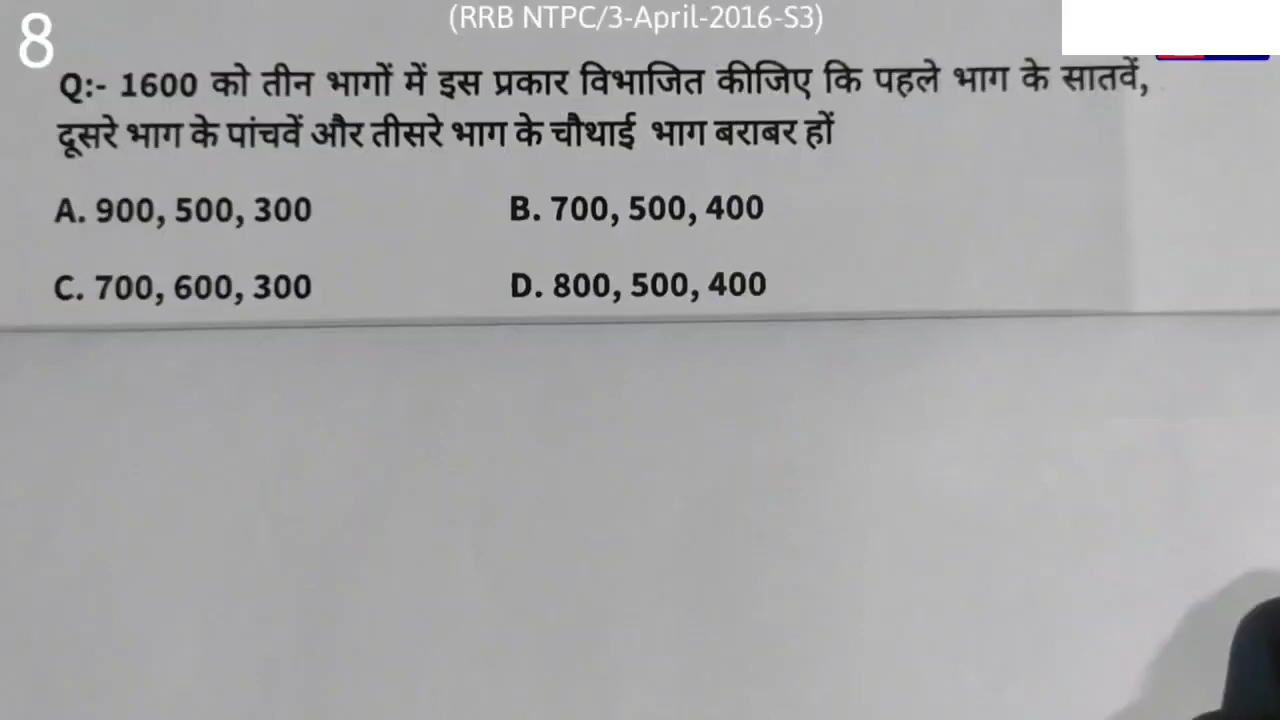 (RRB NTPC/3-April-2016-S3)
8
Q:- 1600 को तीन भागों में इस प्रकार विभाजित कीजिए कि पहले भाग के सातवें,
दूसरे भाग के पांचवें और तीसरे भाग के चौथाई भाग बराबर हों
A. 900, 500, 300 B. 700, 500, 400
C. 700, 600, 300 D. 800, 500, 400